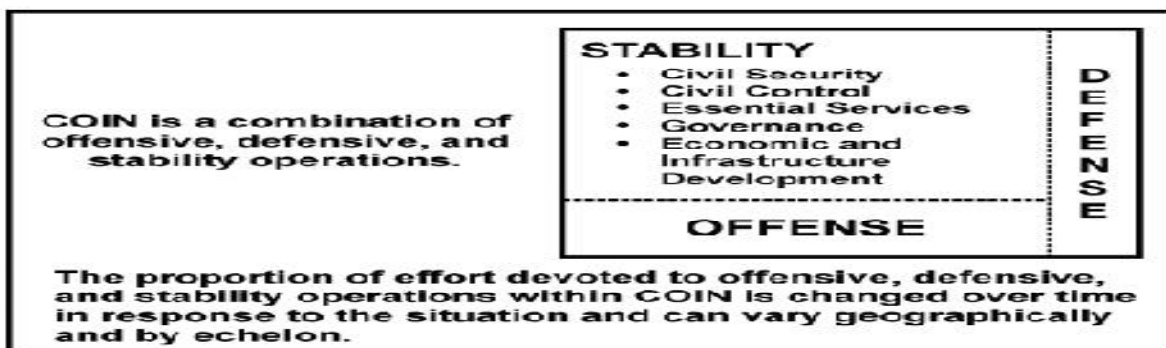 COIN is a combination of
offensive, defensive, and
stability operations.
STABILITY
• Civil Security
• Civil Control
• Essential Services
• Governance
• Economic and
Infrastructure
Development
DEFENSE
OFFENSE
The proportion of effort devoted to offensive, defensive,
and stability operations within COIN is changed over time
in response to the situation and can vary geographically
and by echelon.